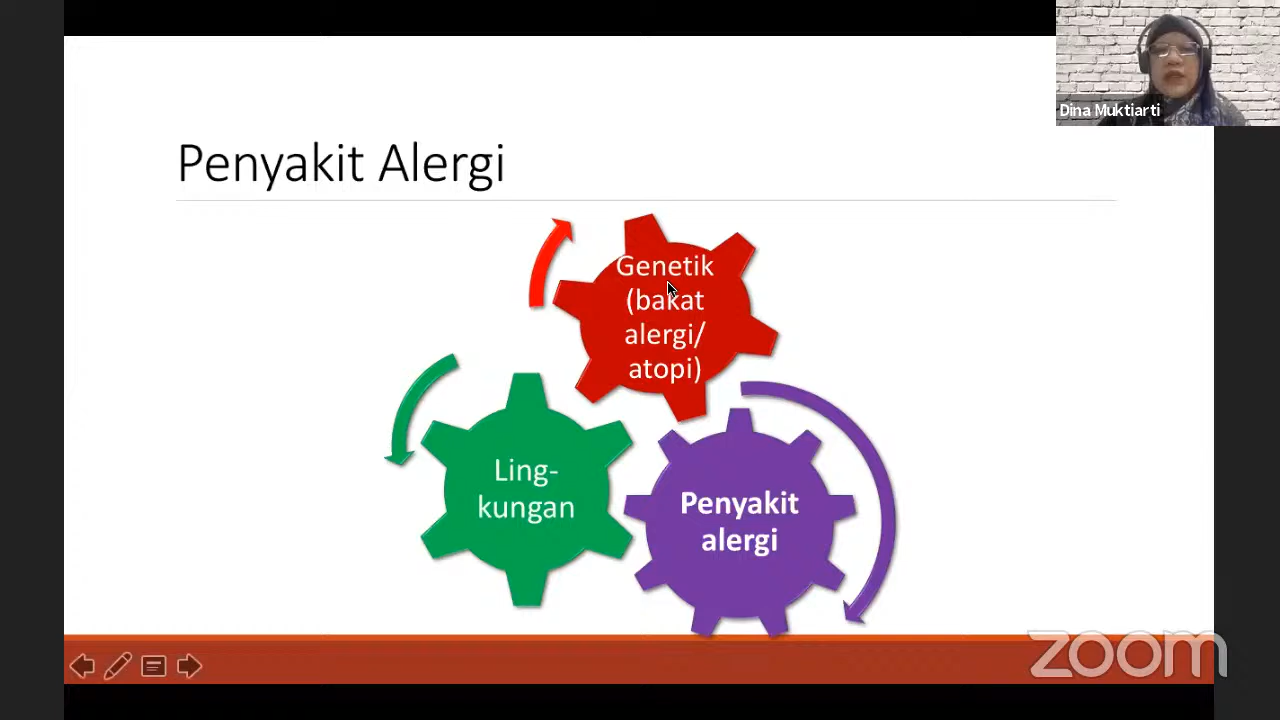 Dina Muktiarti
Penyakit Alergi
Genetik
(bakat
alergi/
atopi)
Ling-
kungan
Penyakit
alergi
zoom